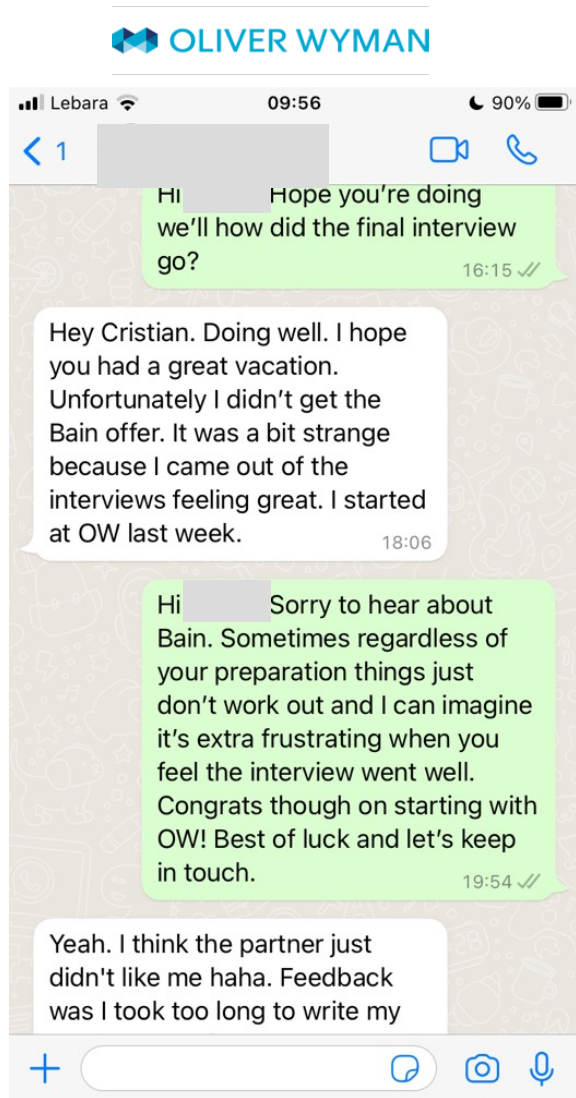 OLIVER WYMAN
Lebara 09:56 90%
1
Hi Hope you're doing
we'll how did the final interview
go?
16:15
Hey Cristian. Doing well. I hope
you had a great vacation.
Unfortunately I didn't get the
Bain offer. It was a bit strange
because I came out of the
interviews feeling great. I started
at OW last week.
18:06
Hi Sorry to hear about
Bain. Sometimes regardless of
your preparation things just
don't work out and I can imagine
it's extra frustrating when you
feel the interview went well.
Congrats though on starting with
OW! Best of luck and let's keep
in touch.
19:54
Yeah. I think the partner just
didn't like me haha. Feedback
was I took too long to write my